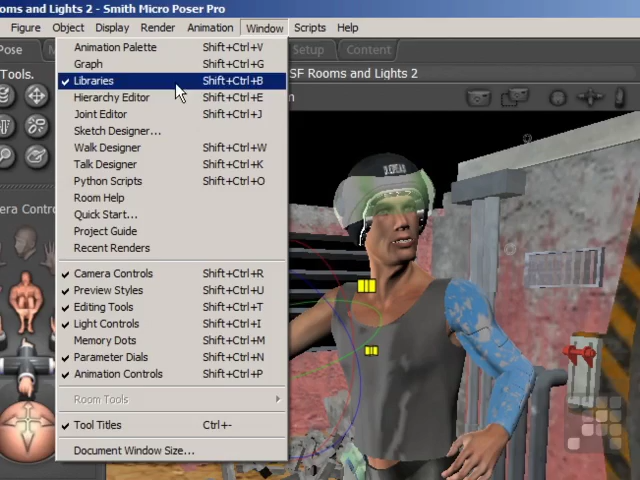 oms and Lights 2 - Smith Micro Poser Pro
Figure Object Display Render Animation Window Scripts Help
Pose Setup Content
Tools. SF Rooms and Lights 2
Animation Palette Shift+Ctrl+V
Graph Shift+Ctrl+G
Libraries Shift+Ctrl+B
Hierarchy Editor Shift+Ctrl+E
Joint Editor Shift+Ctrl+J
Sketch Designer...
Walk Designer Shift+Ctrl+W
Talk Designer Shift+Ctrl+K
Python Scripts Shift+Ctrl+O
Room Help
Quick Start...
Project Guide
Recent Renders
era Contro
Camera Controls Shift+Ctrl+R
Preview Styles Shift+Ctrl+U
Editing Tools Shift+Ctrl+T
Light Controls Shift+Ctrl+I
Memory Dots Shift+Ctrl+M
Parameter Dials Shift+Ctrl+N
Animation Controls Shift+Ctrl+P
Room Tools
Tool Titles Ctrl+-
Document Window Size...